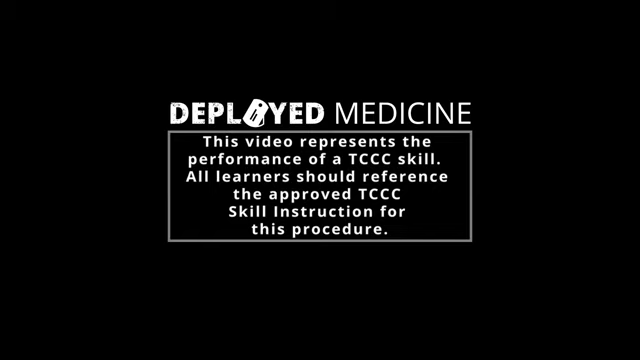 DEPLOYED MEDICINE
This video represents the
performance of a TCCC skill.
All learners should reference
the approved TCCC
Skill Instruction for
this procedure.